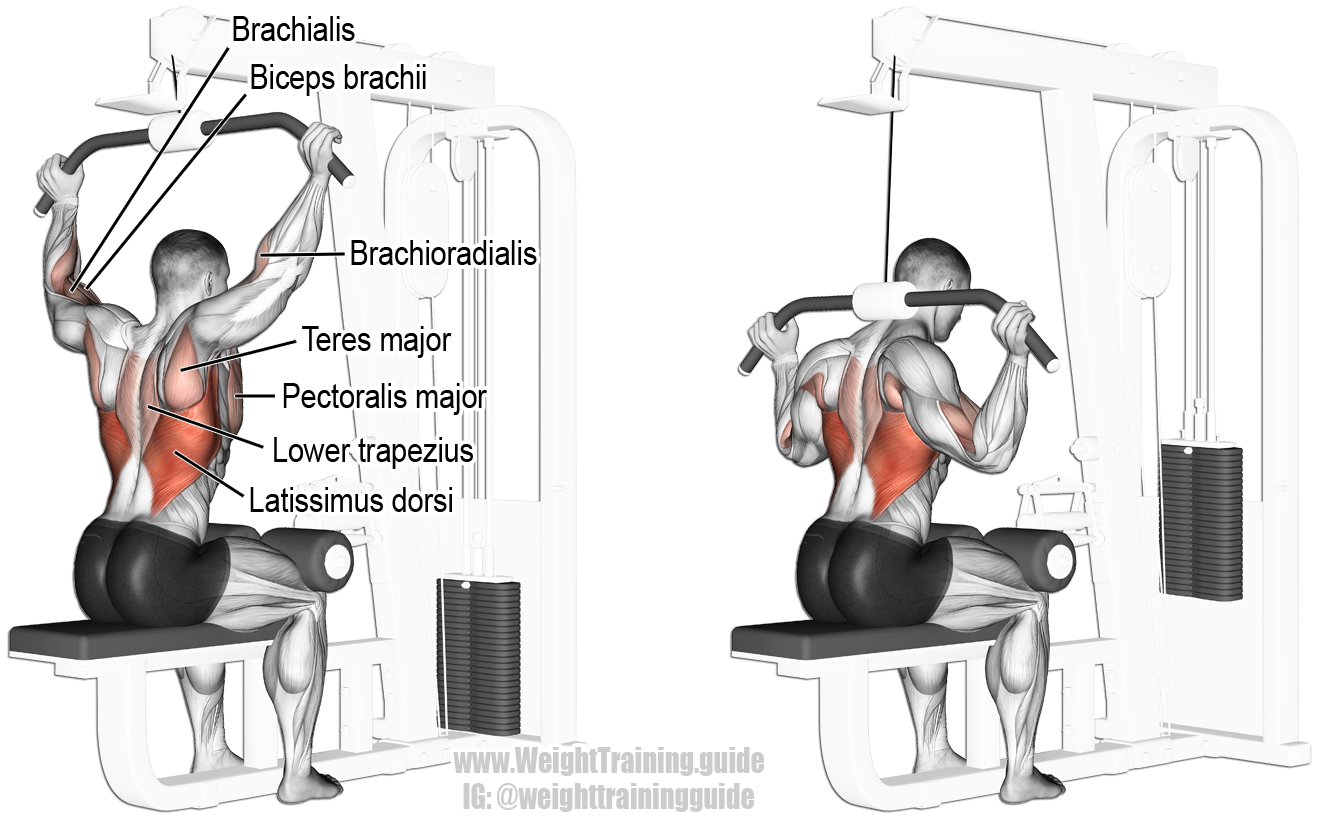 Brachialis
Biceps brachii
Brachioradialis
Teres major
Pectoralis major
Lower trapezius
Latissimus dorsi
www.WeightTraining.guide
IG: @weighttrainingguide